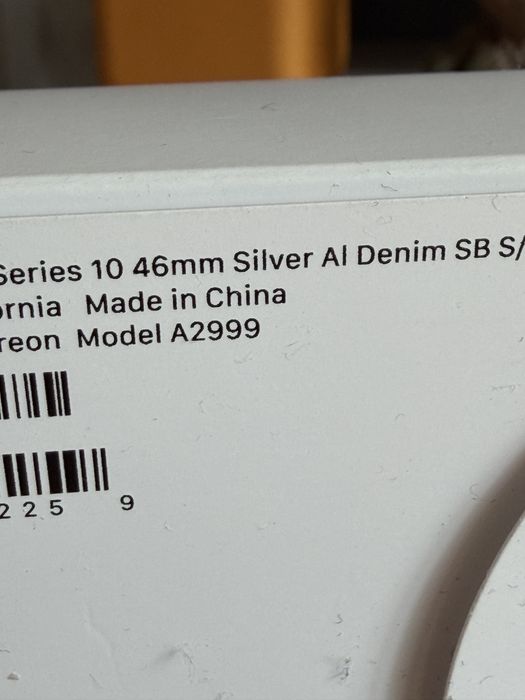 Series 10 46mm Silver Al Denim SB S/
ornia Made in China
reon Model A2999
225 9